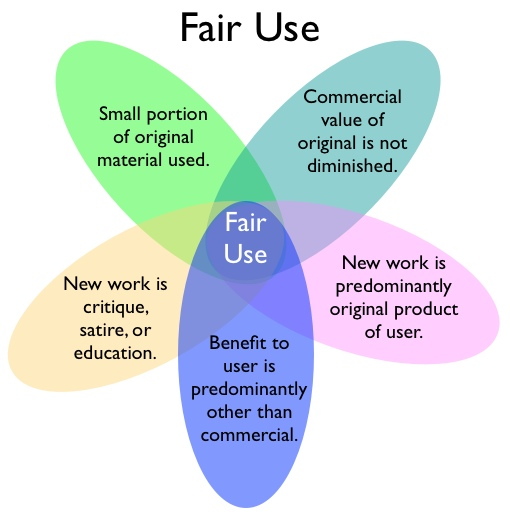 Fair Use
Small portion
of original
material used.
Commercial
value of
original is not
diminished.
Fair
Use
New work is
critique,
satire, or
education.
New work is
predominantly
original product
of user.
Benefit to
user is
predominantly
other than
commercial.